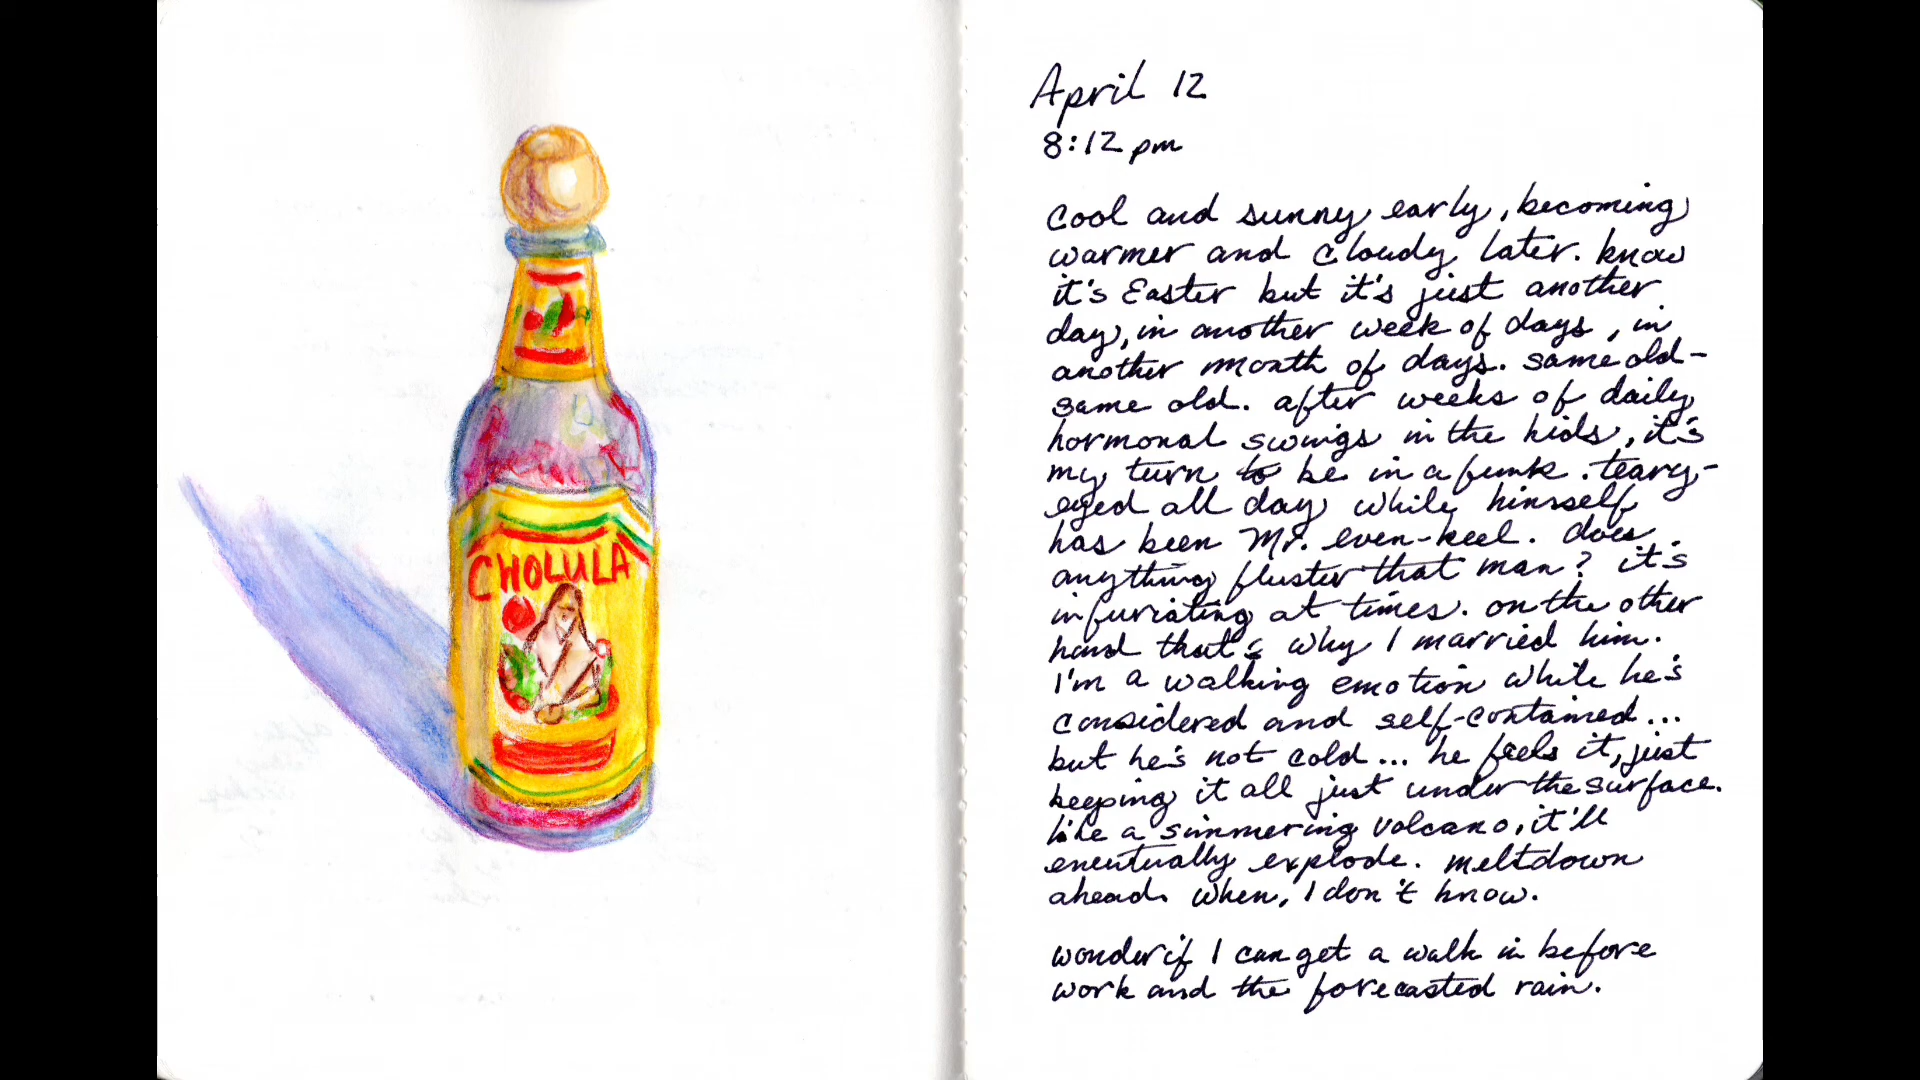 CHOLULA
April 12
8:12 pm
cool and sunny early, becoming
warmer and cloudy later. know
it's Easter but it's just another
day, in another week of days, in
another month of days. same old-
same old. after weeks of daily
hormonal swings in the kids, it's
my turn to be in a funk. teary-
eyed all day while himself
has been Mr. even-keel. does
anything fluster that man? it's
infuriating at times. on the other
hand that's why I married him.
I'm a walking emotion while he's
considered and self-contained...
but he's not cold... he feels it, just
keeping it all just under the surface.
like a simmering volcano, it'll
eventually explode. meltdown
ahead. when, I don't know.
wonder if I can get a walk in before
work and the forecasted rain.